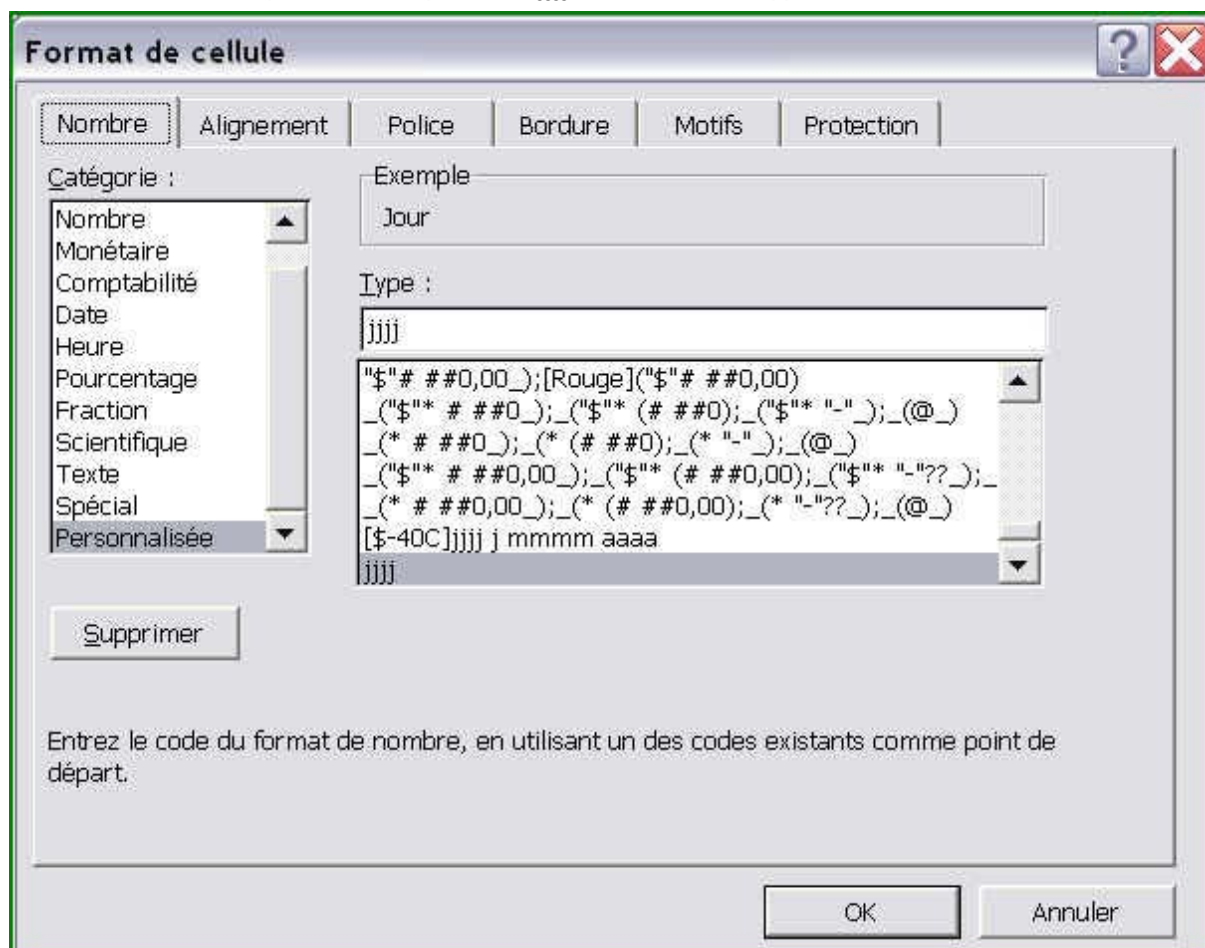 Format de cellule
Nombre Alignement Police Bordure Motifs Protection
Catégorie :
Nombre
Monétaire
Comptabilité
Date
Heure
Pourcentage
Fraction
Scientifique
Texte
Spécial
Personnalisée
Exemple
Jour
Type :
jjjj
"$"# ##0,00_);[Rouge]("$"# ##0,00)
_("$"* # ##0_);_("$"* (# ##0);_("$"* "-"_);_(@_)
_(* # ##0_);_(* (# ##0);_(* "-"_);_(@_)
_("$"* # ##0,00_);_("$"* (# ##0,00);_("$"* "-"??_);_
_(* # ##0,00_);_(* (# ##0,00);_(* "-"??_);_(@_)
[$-40C]jjjj j mmmm aaaa
jjjj
Supprimer
Entrez le code du format de nombre, en utilisant un des codes existants comme point de
départ.
OK Annuler